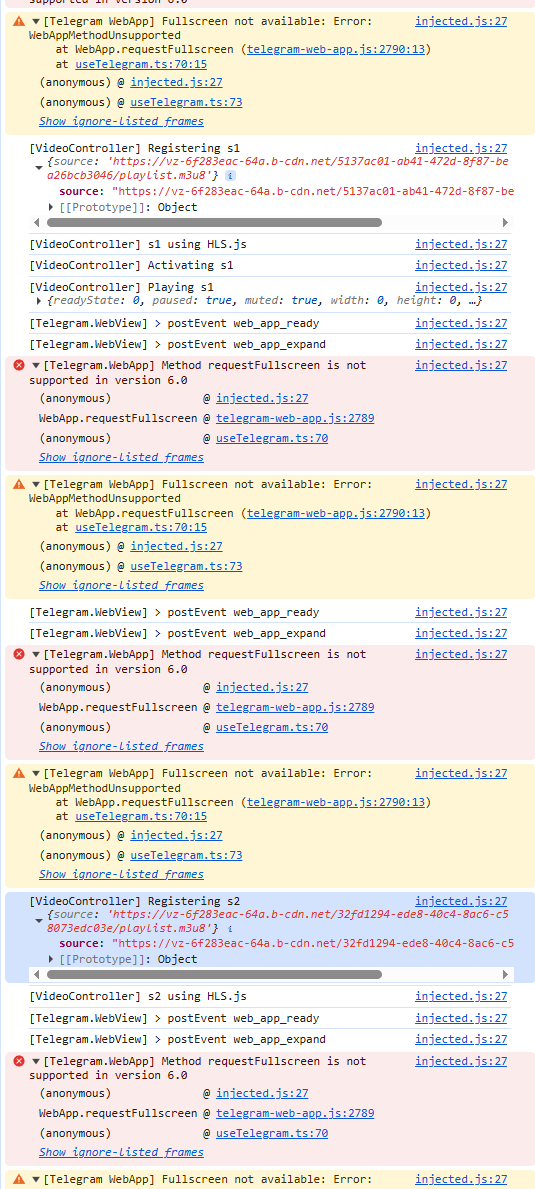 supported in version 6.0
[Telegram WebApp] Fullscreen not available: Error: injected.js:27
WebAppMethodUnsupported
at WebApp.requestFullscreen (telegram-web-app.js:2790:13)
at useTelegram.ts:70:15
(anonymous) @ injected.js:27
(anonymous) @ useTelegram.ts:73
Show ignore-listed frames
[VideoController] Registering s1 injected.js:27
{source: 'https://vz-6f283eac-64a.b-cdn.net/5137ac01-ab41-472d-8f87-be
a26bcb3046/playlist.m3u8'} i
source: "https://vz-6f283eac-64a.b-cdn.net/5137ac01-ab41-472d-8f87-be
[[Prototype]]: Object
[VideoController] s1 using HLS.js injected.js:27
[VideoController] Activating s1 injected.js:27
[VideoController] Playing s1 injected.js:27
{readyState: 0, paused: true, muted: true, width: 0, height: 0, …}
[Telegram.WebView] > postEvent web_app_ready injected.js:27
[Telegram.WebView] > postEvent web_app_expand injected.js:27
[Telegram.WebApp] Method requestFullscreen is not injected.js:27
supported in version 6.0
(anonymous) @ injected.js:27
WebApp.requestFullscreen @ telegram-web-app.js:2789
(anonymous) @ useTelegram.ts:70
Show ignore-listed frames
[Telegram WebApp] Fullscreen not available: Error: injected.js:27
WebAppMethodUnsupported
at WebApp.requestFullscreen (telegram-web-app.js:2790:13)
at useTelegram.ts:70:15
(anonymous) @ injected.js:27
(anonymous) @ useTelegram.ts:73
Show ignore-listed frames
[Telegram.WebView] > postEvent web_app_ready injected.js:27
[Telegram.WebView] > postEvent web_app_expand injected.js:27
[Telegram.WebApp] Method requestFullscreen is not injected.js:27
supported in version 6.0
(anonymous) @ injected.js:27
WebApp.requestFullscreen @ telegram-web-app.js:2789
(anonymous) @ useTelegram.ts:70
Show ignore-listed frames
[Telegram WebApp] Fullscreen not available: Error: injected.js:27
WebAppMethodUnsupported
at WebApp.requestFullscreen (telegram-web-app.js:2790:13)
at useTelegram.ts:70:15
(anonymous) @ injected.js:27
(anonymous) @ useTelegram.ts:73
Show ignore-listed frames
[VideoController] Registering s2 injected.js:27
{source: 'https://vz-6f283eac-64a.b-cdn.net/32fd1294-ede8-40c4-8ac6-c5
8073edc03e/playlist.m3u8'} i
source: "https://vz-6f283eac-64a.b-cdn.net/32fd1294-ede8-40c4-8ac6-c5
[[Prototype]]: Object
[VideoController] s2 using HLS.js injected.js:27
[Telegram.WebView] > postEvent web_app_ready injected.js:27
[Telegram.WebView] > postEvent web_app_expand injected.js:27
[Telegram.WebApp] Method requestFullscreen is not injected.js:27
supported in version 6.0
(anonymous) @ injected.js:27
WebApp.requestFullscreen @ telegram-web-app.js:2789
(anonymous) @ useTelegram.ts:70
Show ignore-listed frames
[Telegram WebApp] Fullscreen not available: Error: injected.js:27